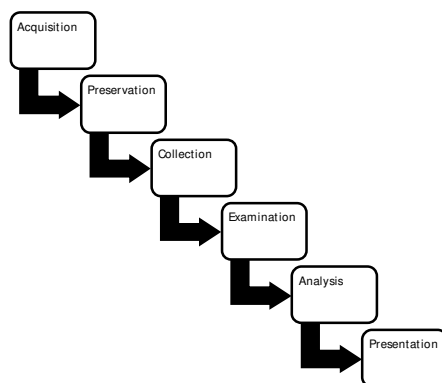 Acquisition
Preservation
Collection
Examination
Analysis
Presentation